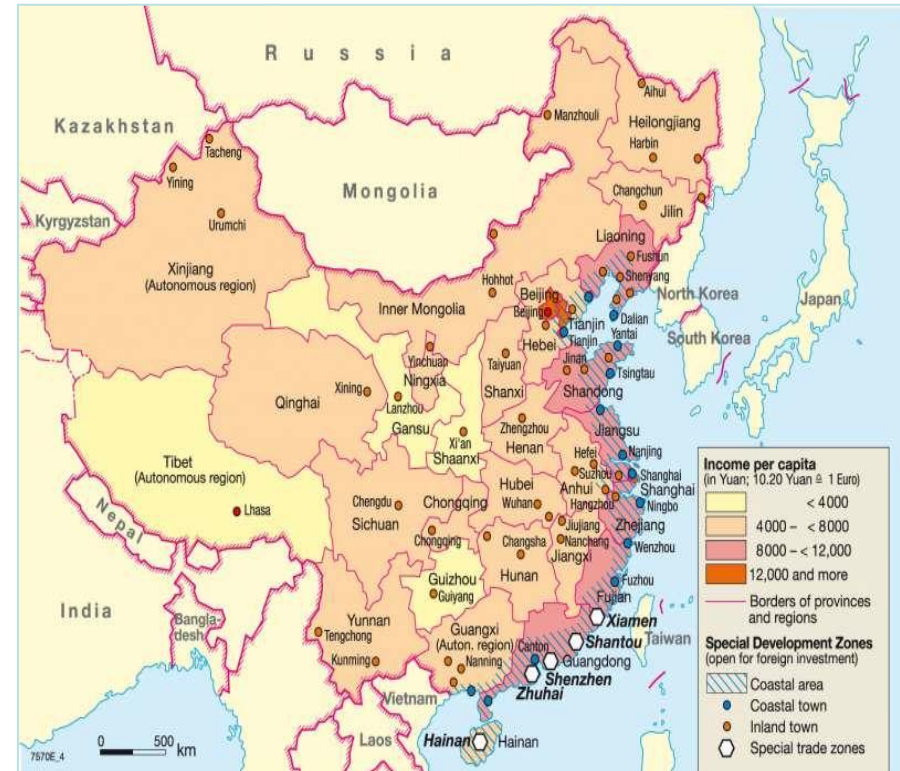 Russia
Kazakhstan
Mongolia
Kyrgyzstan
Aihui
Manzhouli
Heilongjiang
Harbin
Tacheng
Yining
Urumchi
Changchun
Jilin
Xinjiang
(Autonomous region)
Liaoning
Fushun
Shenyang
Hohhot
Inner Mongolia
Beijing
Beijing
Tianjin
Tianjin
Dalian
North Korea
Japan
Hebei
Yantai
South Korea
Yinchuan
Ningxia
Taiyuan
Jinan
Tsingtau
Shandong
Qinghai
Xining
Lanzhou
Gansu
Shanxi
Xi'an
Shaanxi
Zhengzhou
Henan
Jiangsu
Tibet
(Autonomous region)
Hefei
Nanjing
Suzhou
Shanghai
Shanghai
Lhasa
Nepal
Chengdu
Sichuan
Chongqing
Chongqing
Hubei
Wuhan
Anhui
Hangzhou
Ningbo
Zhejiang
Jiujiang
Changsha
Nanchang
Jiangxi
Wenzhou
Guizhou
Guiyang
Hunan
Fuzhou
Fujian
India
Bangla-
desh
Yunnan
Tengchong
Kunming
Guangxi
(Auton. region)
Nanning
Canton
Guangdong
Xiamen
Shantou
Taiwan
Shenzhen
Zhuhai
Vietnam
Laos
Hainan
Hainan
7570E_4
0 500 km
Income per capita
(in Yuan; 10.20 Yuan ≙ 1 Euro)
< 4000
4000 – < 8000
8000 – < 12,000
12,000 and more
Borders of provinces
and regions
Special Development Zones
(open for foreign investment)
Coastal area
Coastal town
Inland town
Special trade zones